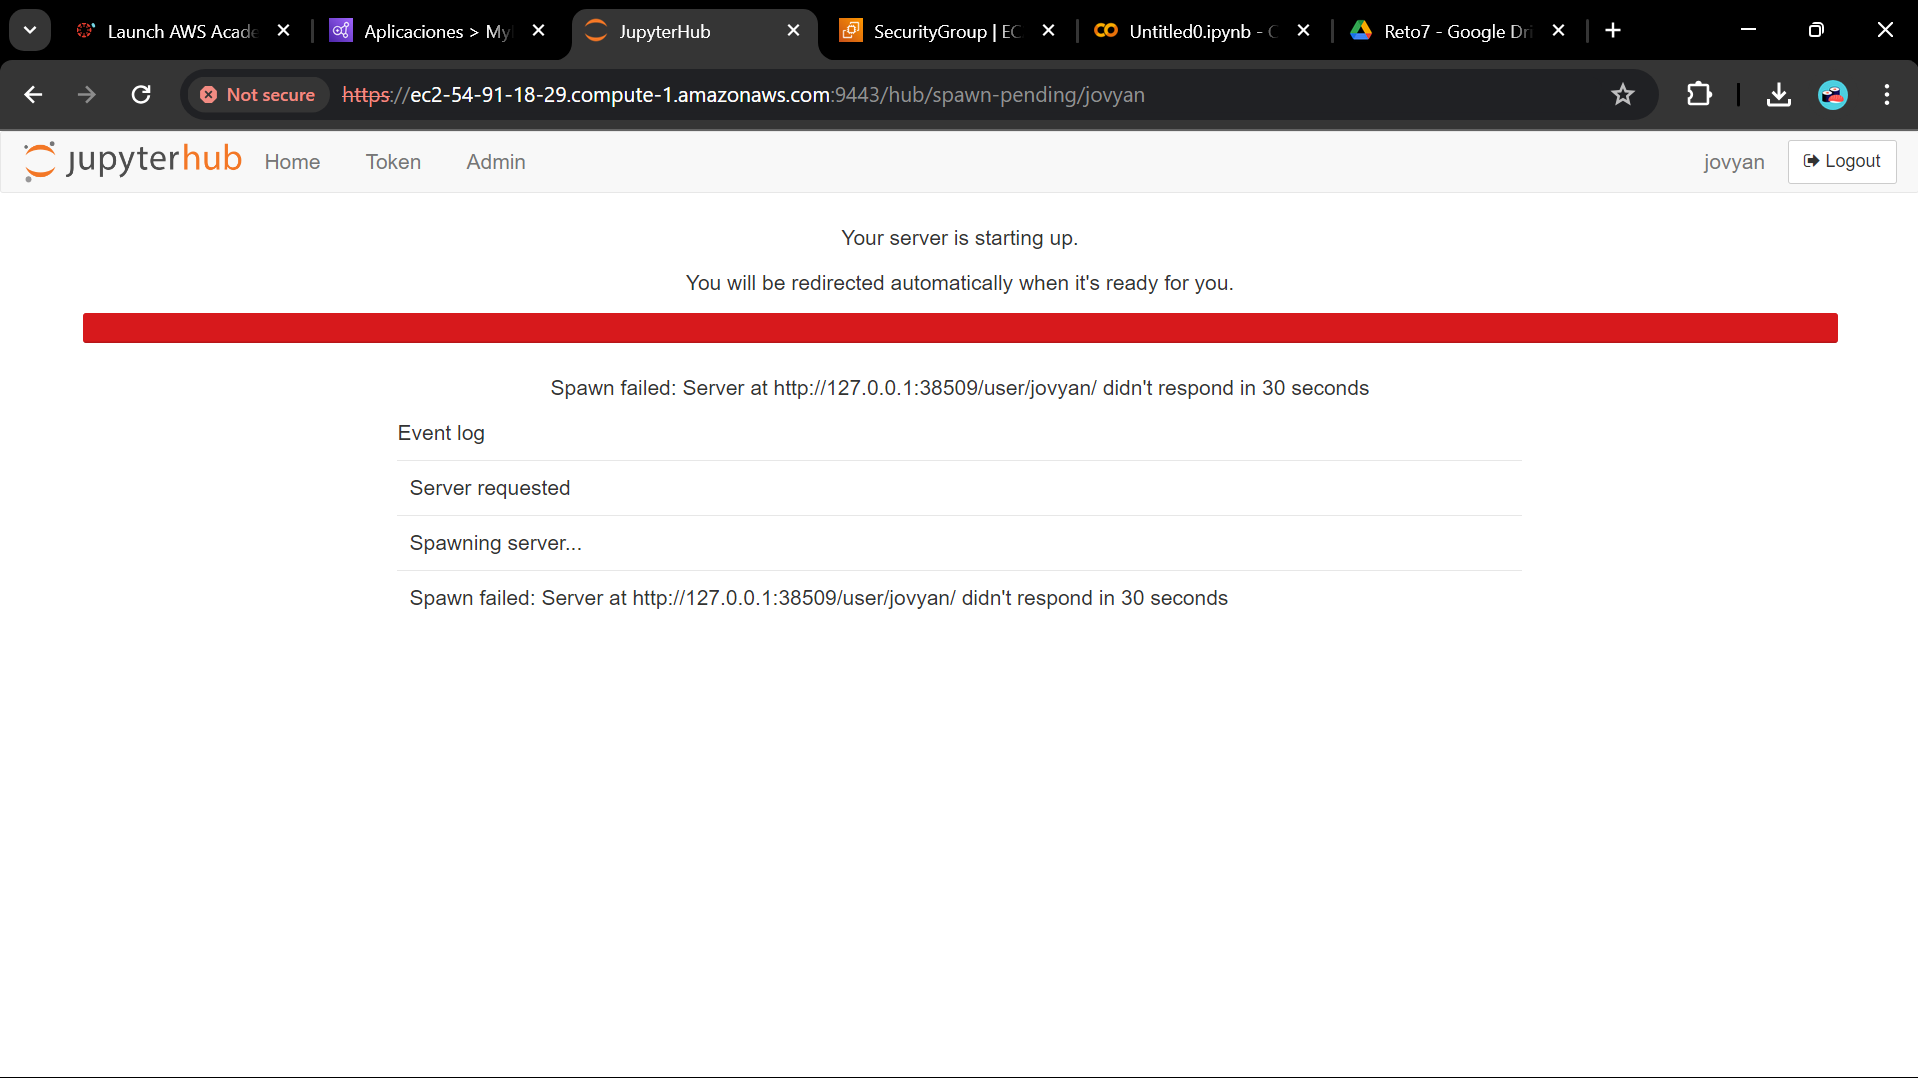 Launch AWS Acade
Aplicaciones > My
JupyterHub
SecurityGroup | EC
Untitled0.ipynb - C
Reto7 - Google Dri
Not secure
https://ec2-54-91-18-29.compute-1.amazonaws.com:9443/hub/spawn-pending/jovyan
jupyterhub
Home
Token
Admin
jovyan
Logout
Your server is starting up.
You will be redirected automatically when it's ready for you.
Spawn failed: Server at http://127.0.0.1:38509/user/jovyan/ didn't respond in 30 seconds
Event log
Server requested
Spawning server...
Spawn failed: Server at http://127.0.0.1:38509/user/jovyan/ didn't respond in 30 seconds